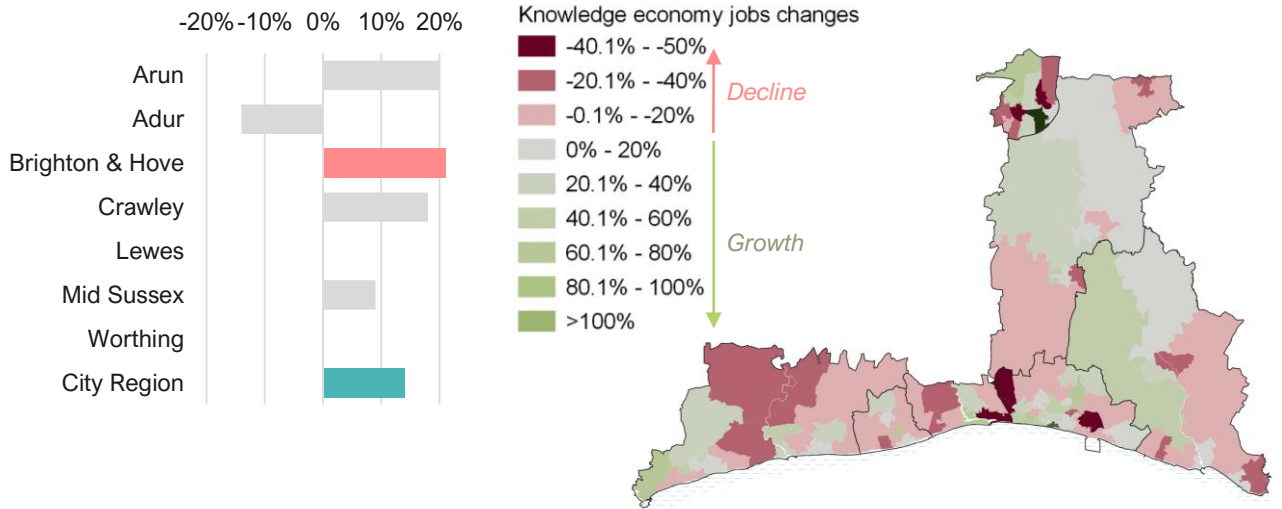 -20% -10% 0% 10% 20%
Arun
Adur
Brighton & Hove
Crawley
Lewes
Mid Sussex
Worthing
City Region
Knowledge economy jobs changes
-40.1% - -50%
-20.1% - -40%
-0.1% - -20%
0% - 20%
20.1% - 40%
40.1% - 60%
60.1% - 80%
80.1% - 100%
>100%
Decline
Growth